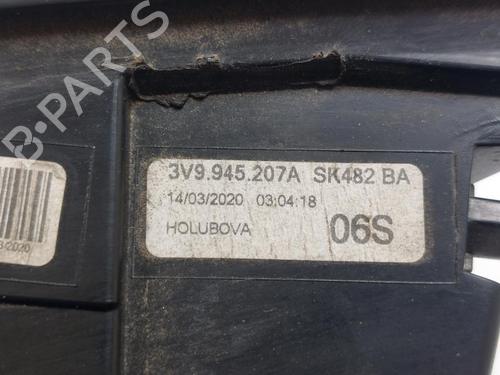 B-PARTS
3V9.945.207A SK482 BA
14/03/2020 03:04:18
HOLUBOVA 06S